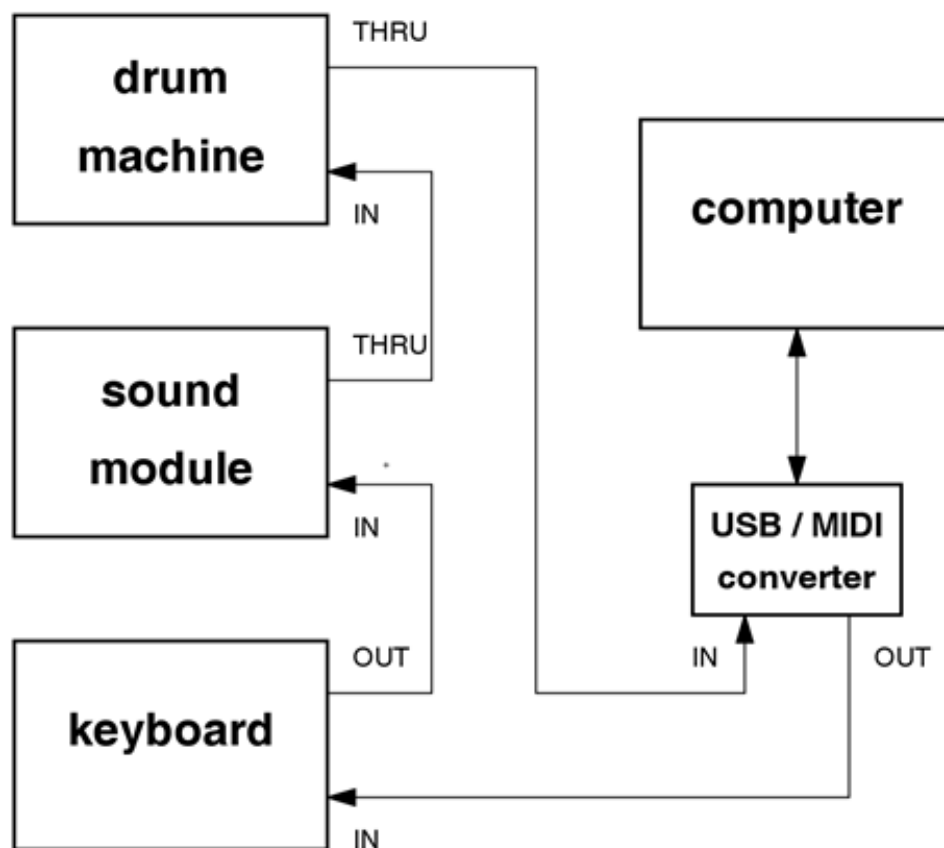 THRU
drum
machine
IN
computer
THRU
sound
module
IN
USB / MIDI
converter
OUT
keyboard
IN
IN
OUT